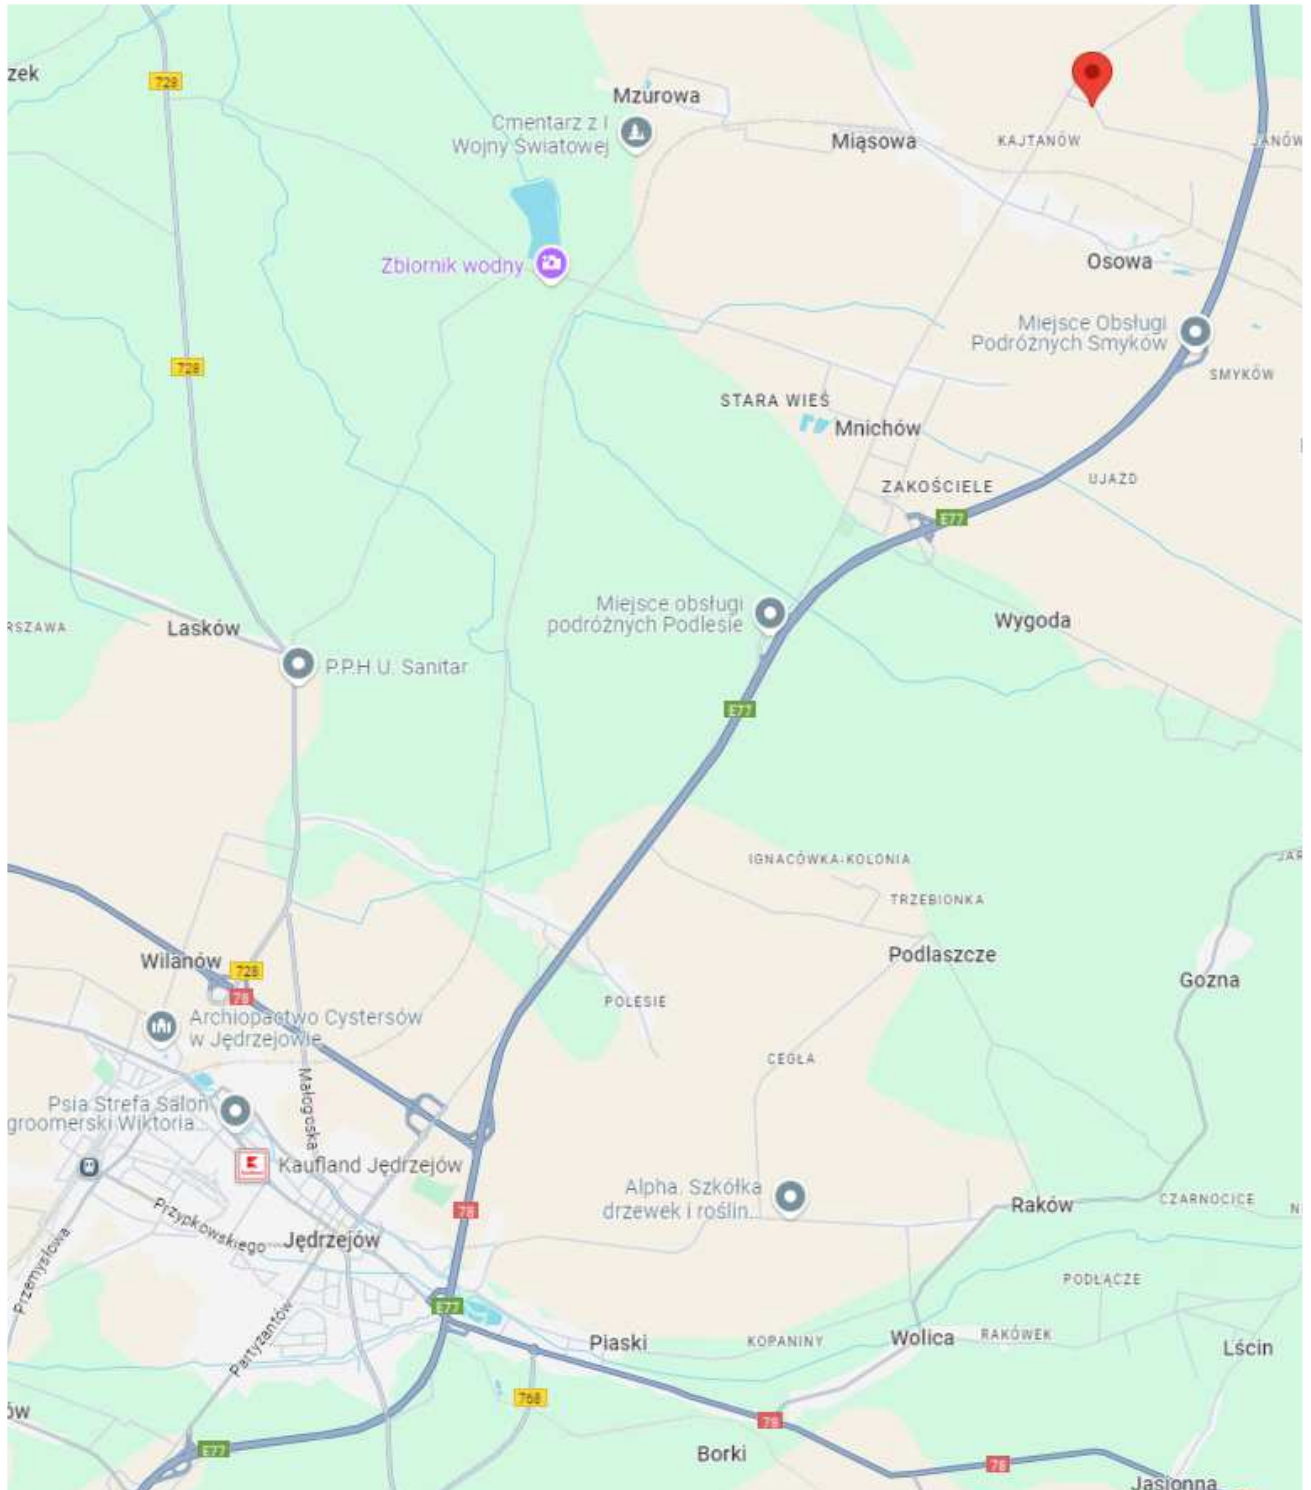 zek
728
Mzurowa
Cmentarz z I
Wojny Światowej
Miąsowa
KAJTANÓW
JANÓW
Zbiornik wodny
Osowa
Miejsce Obsługi
Podróżnych Smyków
728
SMYKÓW
STARA WIEŚ
Mnichów
ZAKOŚCIELE
UJAZD
E77
Miejsce obsługi
podróżnych Podlesie
Wygoda
RSZAWA
Lasków
P.P.H.U. Sanitar
E77
IGNACÓWKA-KOLONIA
JAR
TRZEBIONKA
Podlaszcze
Wilanów
728
78
Gozna
POLESIE
Archiopactwo Cystersów
w Jędrzejowie
CEGŁA
Małogoska
Psia Strefa Salon
groomerski Wiktoria...
Kaufland Jędrzejów
Alpha. Szkółka
drzewek i roślin...
78
Raków
CZARNOCICE
N
Przypkowskiego
Jędrzejów
Przemysłowa
PODŁĄCZE
E77
Partyzantów
Piaski
KOPANINY
Wolica
RAKÓWEK
Lścin
768
ów
78
E77
Borki
78
Jasionna